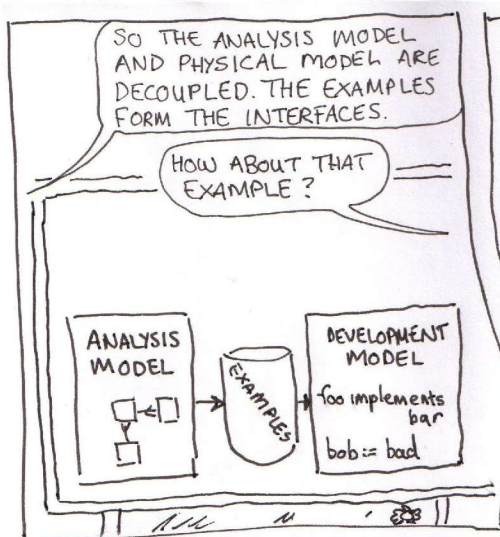 SO THE ANALYSIS MODEL
AND PHYSICAL MODEL ARE
DECOUPLED. THE EXAMPLES
FORM THE INTERFACES.
HOW ABOUT THAT
EXAMPLE?
ANALYSIS
MODEL
EXAMPLES
DEVELOPMENT
MODEL
foo implements
bar
bob:= bad